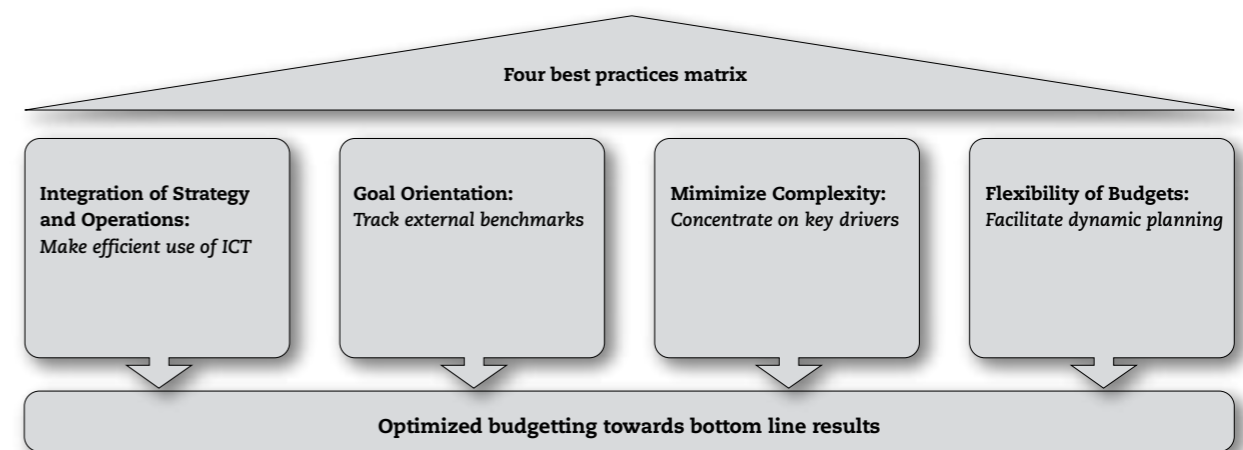 Four best practices matrix
Integration of Strategy
and Operations:
Make efficient use of ICT
Goal Orientation:
Track external benchmarks
Mimimize Complexity:
Concentrate on key drivers
Flexibility of Budgets:
Facilitate dynamic planning
Optimized budgetting towards bottom line results